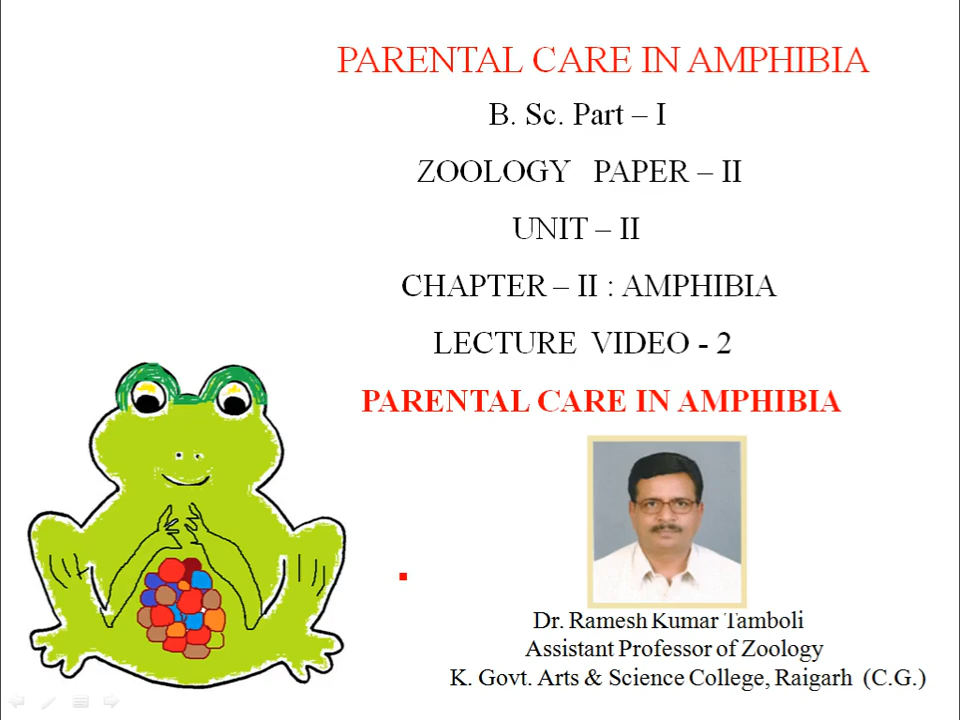 PARENTAL CARE IN AMPHIBIA
B. Sc. Part – I
ZOOLOGY PAPER – II
UNIT – II
CHAPTER – II : AMPHIBIA
LECTURE VIDEO - 2
PARENTAL CARE IN AMPHIBIA
Dr. Ramesh Kumar Tamboli
Assistant Professor of Zoology
K. Govt. Arts & Science College, Raigarh (C.G.)